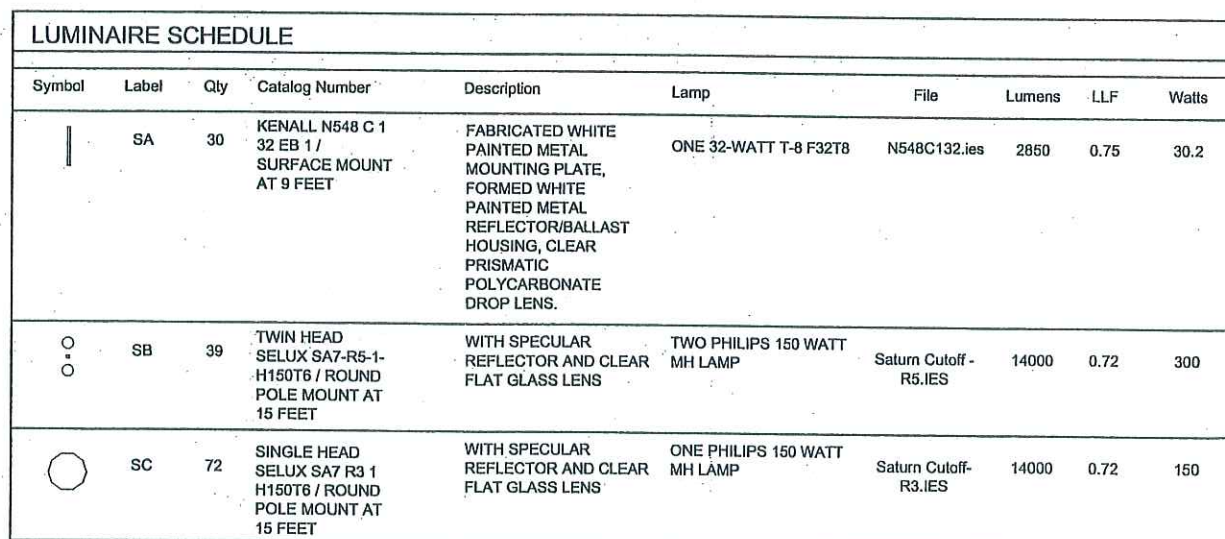 LUMINAIRE SCHEDULE
Symbol Label Qty Catalog Number Description Lamp File Lumens LLF Watts
SA 30 KENALL N548 C 1 32 EB 1 / SURFACE MOUNT AT 9 FEET FABRICATED WHITE PAINTED METAL MOUNTING PLATE, FORMED WHITE PAINTED METAL REFLECTOR/BALLAST HOUSING, CLEAR PRISMATIC POLYCARBONATE DROP LENS. ONE 32-WATT T-8 F32T8 N548C132.ies 2850 0.75 30.2
SB 39 TWIN HEAD SELUX SA7-R5-1-H150T6 / ROUND POLE MOUNT AT 15 FEET WITH SPECULAR REFLECTOR AND CLEAR FLAT GLASS LENS TWO PHILIPS 150 WATT MH LAMP Saturn Cutoff - R5.IES 14000 0.72 300
SC 72 SINGLE HEAD SELUX SA7 R3 1 H150T6 / ROUND POLE MOUNT AT 15 FEET WITH SPECULAR REFLECTOR AND CLEAR FLAT GLASS LENS ONE PHILIPS 150 WATT MH LAMP Saturn Cutoff- R3.IES 14000 0.72 150